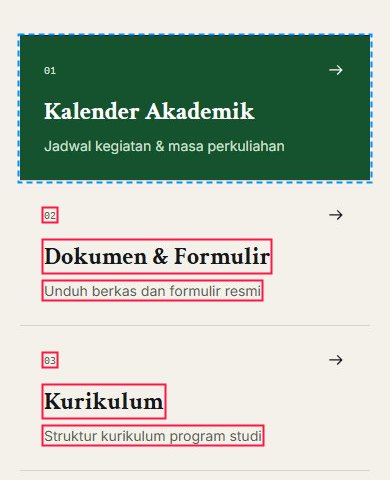 01
Kalender Akademik
Jadwal kegiatan & masa perkuliahan
02
Dokumen & Formulir
Unduh berkas dan formulir resmi
03
Kurikulum
Struktur kurikulum program studi